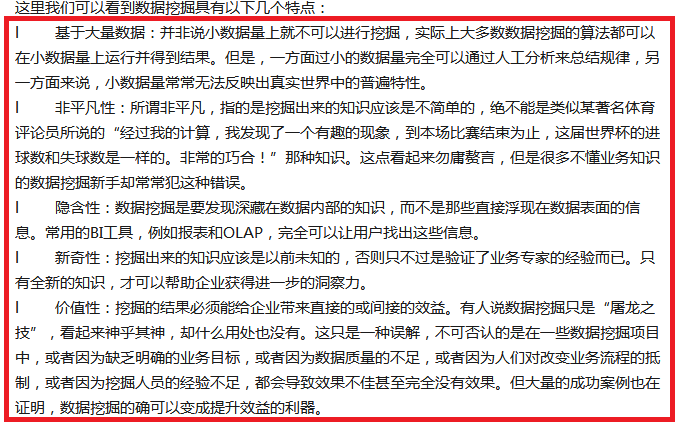 这里我们可以看到数据挖掘具有以下几个特点：
l 基于大量数据：并非说小数据量上就不可以进行挖掘，实际上大多数数据挖掘的算法都可以
在小数据量上运行并得到结果。但是，一方面过小的数据量完全可以通过人工分析来总结规律，另
一方面来说，小数据量常常无法反映出真实世界中的普遍特性。
l 非平凡性：所谓非平凡，指的是挖掘出来的知识应该是不简单的，绝不能是类似某著名体育
评论员所说的“经过我的计算，我发现了一个有趣的现象，到本场比赛结束为止，这届世界杯的进
球数和失球数是一样的。非常的巧合！”那种知识。这点看起来勿庸赘言，但是很多不懂业务知识
的数据挖掘新手却常常犯这种错误。
l 隐含性：数据挖掘是要发现深藏在数据内部的知识，而不是那些直接浮现在数据表面的信
息。常用的BI工具，例如报表和OLAP，完全可以让用户找出这些信息。
l 新奇性：挖掘出来的知识应该是以前未知的，否则只不过是验证了业务专家的经验而已。只
有全新的知识，才可以帮助企业获得进一步的洞察力。
l 价值性：挖掘的结果必须能给企业带来直接的或间接的效益。有人说数据挖掘只是“屠龙之
技”，看起来神乎其神，却什么用处也没有。这只是一种误解，不可否认的是在一些数据挖掘项目
中，或者因为缺乏明确的业务目标，或者因为数据质量的不足，或者因为人们对改变业务流程的抵
制，或者因为挖掘人员的经验不足，都会导致效果不佳甚至完全没有效果。但大量的成功案例也在
证明，数据挖掘的确可以变成提升效益的利器。